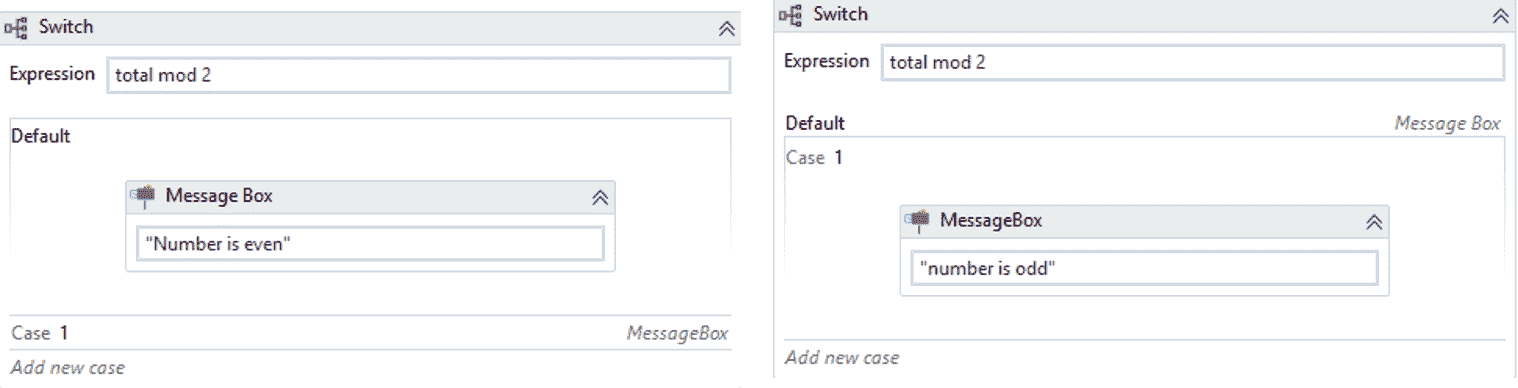 Switch
Expression total mod 2
Default
Message Box
"Number is even"
Case 1 MessageBox
Add new case
Switch
Expression total mod 2
Default Message Box
Case 1
MessageBox
"number is odd"
Add new case